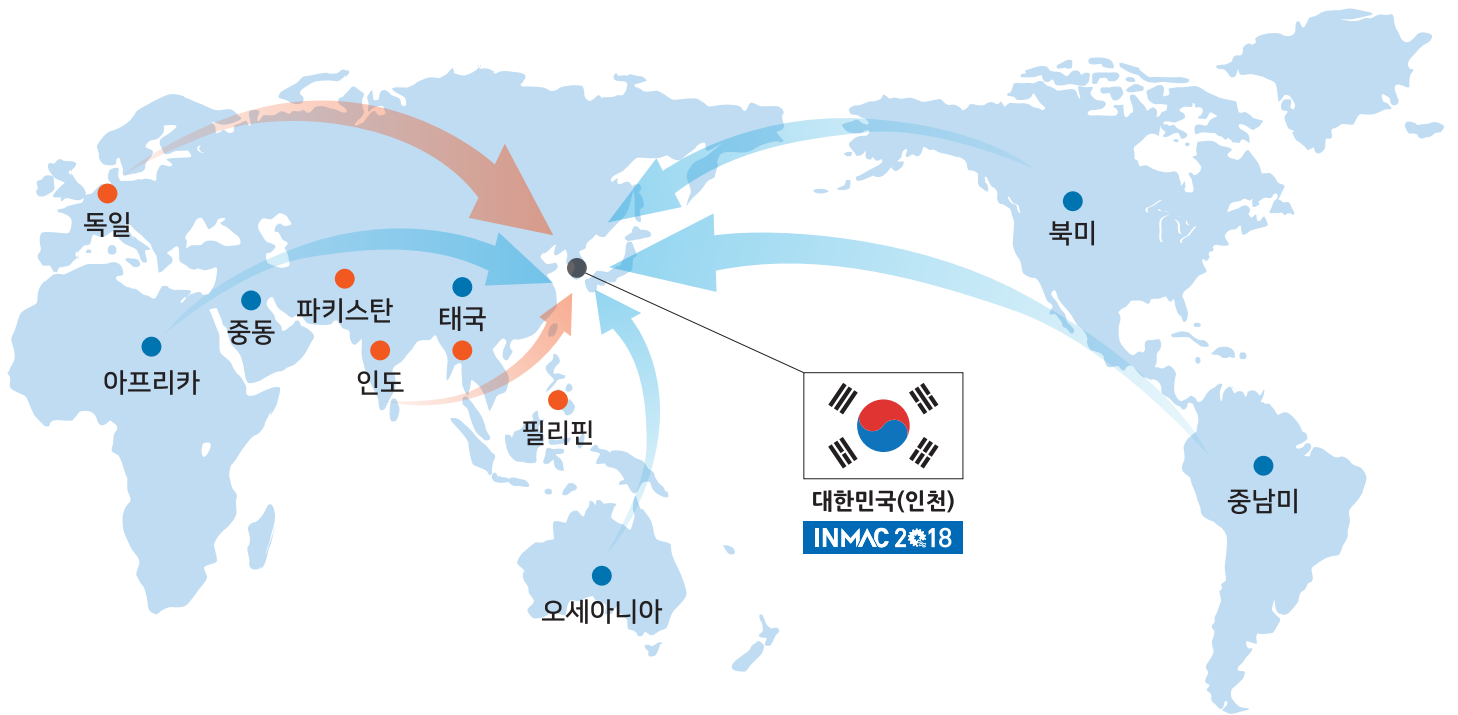 독일
북미
파키스탄
태국
중동
아프리카
인도
필리핀
중남미
대한민국(인천)
INMAC 2018
오세아니아